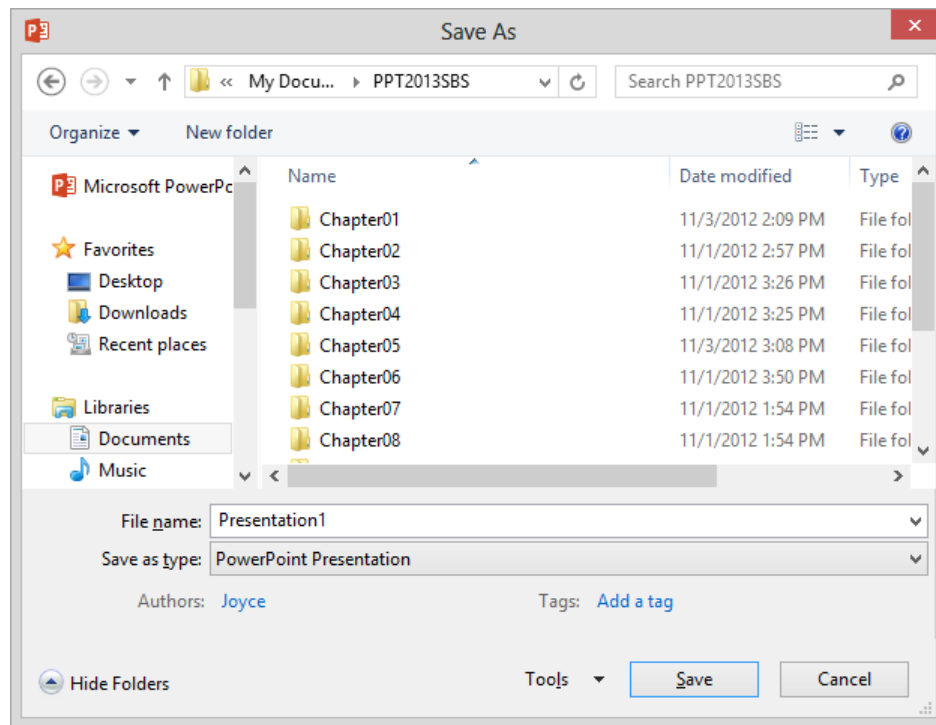 Save As
« My Docu... PPT2013SBS Search PPT2013SBS
Organize New folder
Microsoft PowerPc
Favorites
Desktop
Downloads
Recent places
Libraries
Documents
Music
Name Date modified Type
Chapter01 11/3/2012 2:09 PM File fol
Chapter02 11/1/2012 2:57 PM File fol
Chapter03 11/1/2012 3:26 PM File fol
Chapter04 11/1/2012 3:25 PM File fol
Chapter05 11/3/2012 3:08 PM File fol
Chapter06 11/1/2012 3:50 PM File fol
Chapter07 11/1/2012 1:54 PM File fol
Chapter08 11/1/2012 1:54 PM File fol
File name: Presentation1
Save as type: PowerPoint Presentation
Authors: Joyce Tags: Add a tag
Hide Folders Tools Save Cancel